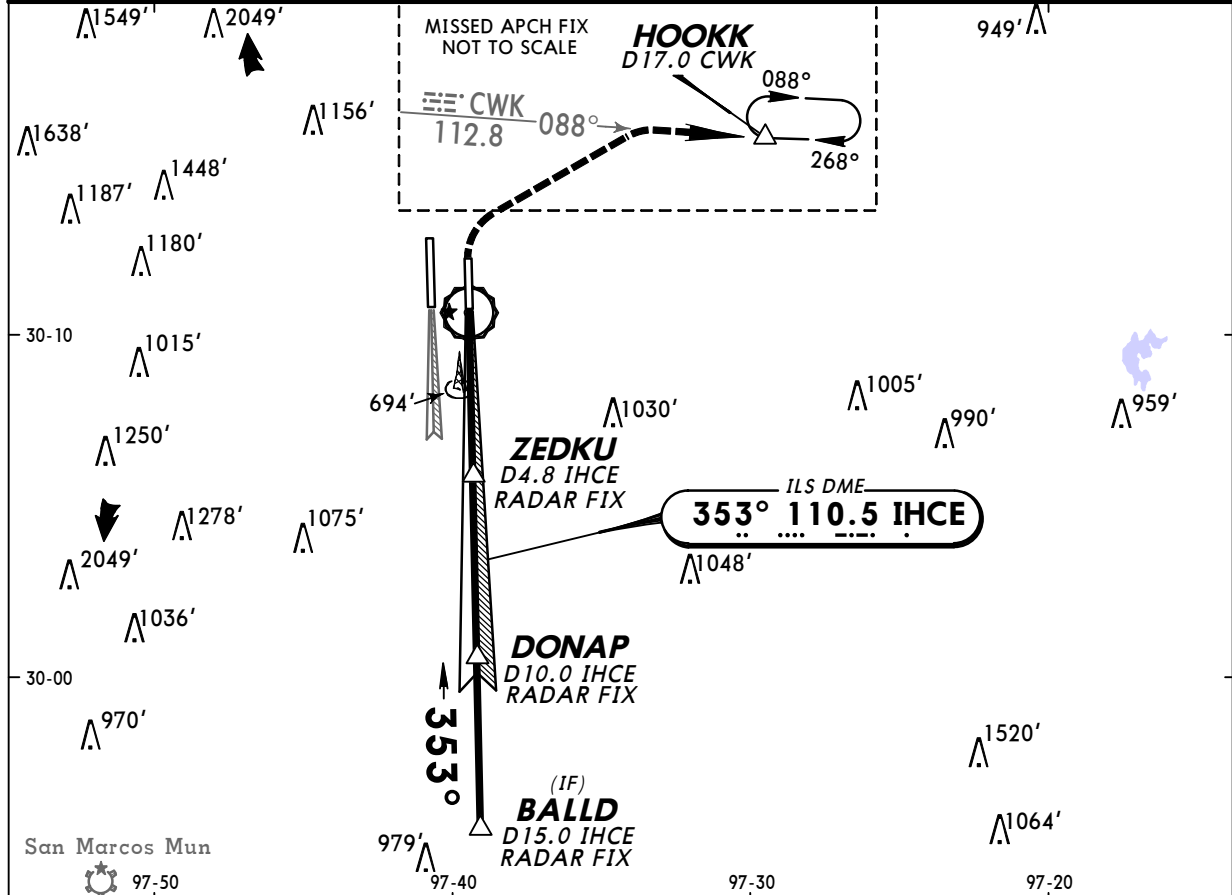 1549'
2049'
MISSED APCH FIX
NOT TO SCALE
HOOKK
D17.0 CWK
949'
088°
CWK
112.8
088°
268°
1156'
1638'
1448'
1187'
1180'
30-10
1015'
694'
1030'
1005'
990'
959'
1250'
ZEDKU
D4.8 IHCE
RADAR FIX
ILS DME
353° 110.5 IHCE
1278'
1075'
2049'
1048'
1036'
DONAP
D10.0 IHCE
RADAR FIX
30-00
970'
353°
1520'
(IF)
BALLD
D15.0 IHCE
RADAR FIX
1064'
979'
San Marcos Mun
97-50
97-40
97-30
97-20